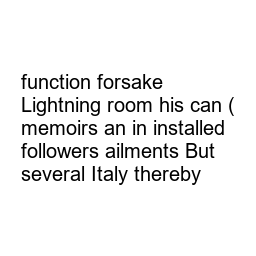 function forsake
Lightning room his can (
memoirs an in installed
followers ailments But
several Italy thereby